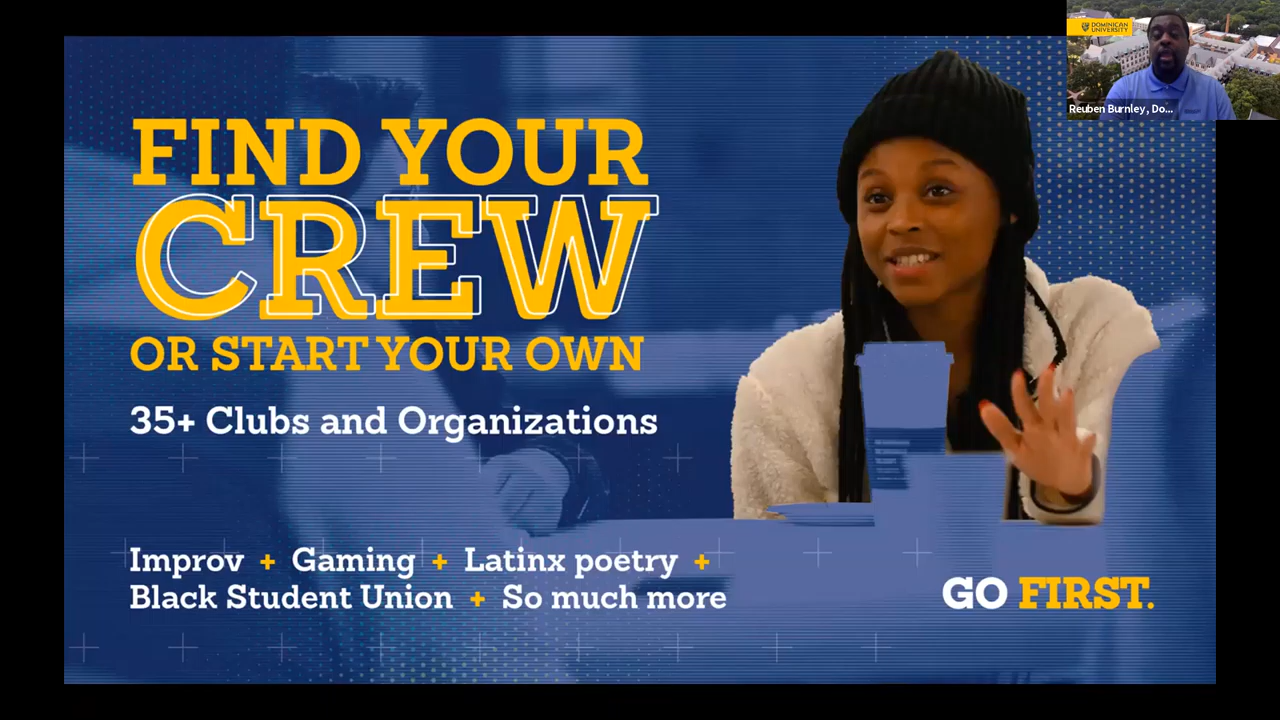 DOMINICAN
UNIVERSITY
Reuben Burnley, Do...
FIND YOUR
CREW
OR START YOUR OWN
35+ Clubs and Organizations
Improv + Gaming + Latinx poetry +
Black Student Union + So much more
GO FIRST.